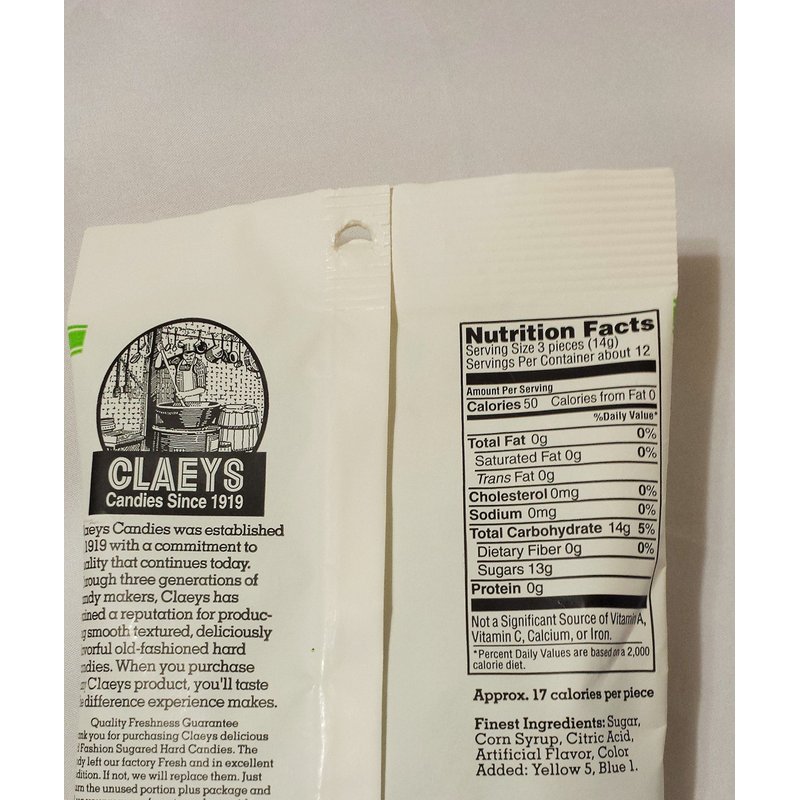 CLAEYS
Candies Since 1919
aeys Candies was established
1919 with a commitment to
ality that continues today.
rough three generations of
ndy makers, Claeys has
ined a reputation for produc-
g smooth textured, deliciously
vorful old-fashioned hard
ndies. When you purchase
y Claeys product, you'll taste
e difference experience makes.
Quality Freshness Guarantee
nk you for purchasing Claeys delicious
d Fashion Sugared Hard Candies. The
dy left our factory Fresh and in excellent
dition. If not, we will replace them. Just
urn the unused portion plus package and
Nutrition Facts
Serving Size 3 pieces (14g)
Servings Per Container about 12
Amount Per Serving
Calories 50 Calories from Fat 0
%Daily Value*
Total Fat 0g 0%
Saturated Fat 0g 0%
Trans Fat 0g
Cholesterol 0mg 0%
Sodium 0mg 0%
Total Carbohydrate 14g 5%
Dietary Fiber 0g 0%
Sugars 13g
Protein 0g
Not a Significant Source of Vitamin A,
Vitamin C, Calcium, or Iron.
*Percent Daily Values are based on a 2,000
calorie diet.
Approx. 17 calories per piece
Finest Ingredients: Sugar,
Corn Syrup, Citric Acid,
Artificial Flavor, Color
Added: Yellow 5, Blue 1.